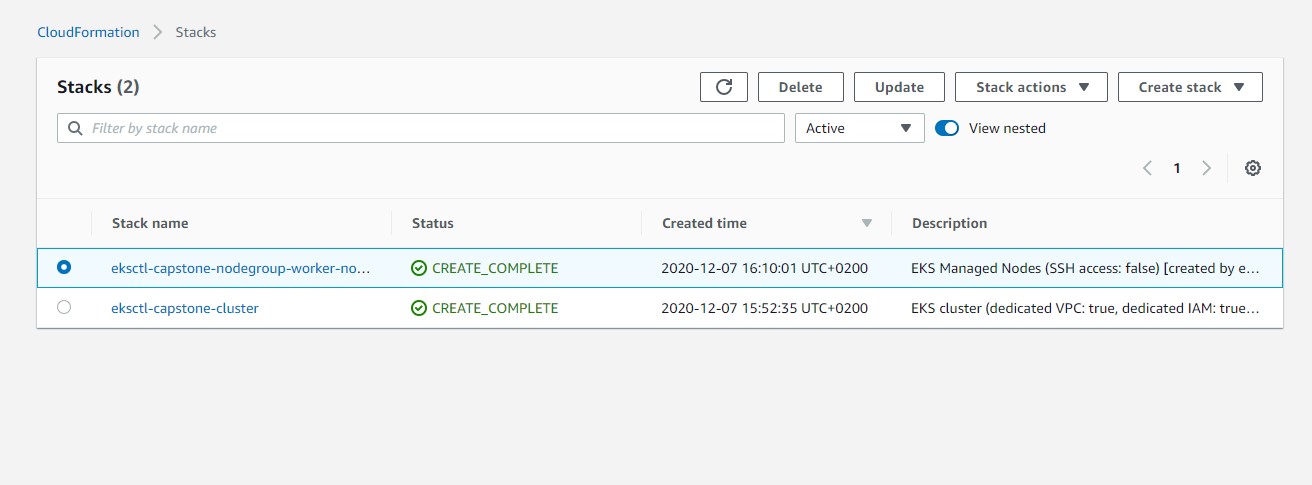 CloudFormation > Stacks
Stacks (2) Delete Update Stack actions Create stack
Filter by stack name Active View nested
1
Stack name Status Created time Description
eksctl-capstone-nodegroup-worker-no... CREATE_COMPLETE 2020-12-07 16:10:01 UTC+0200 EKS Managed Nodes (SSH access: false) [created by e...
eksctl-capstone-cluster CREATE_COMPLETE 2020-12-07 15:52:35 UTC+0200 EKS cluster (dedicated VPC: true, dedicated IAM: true...